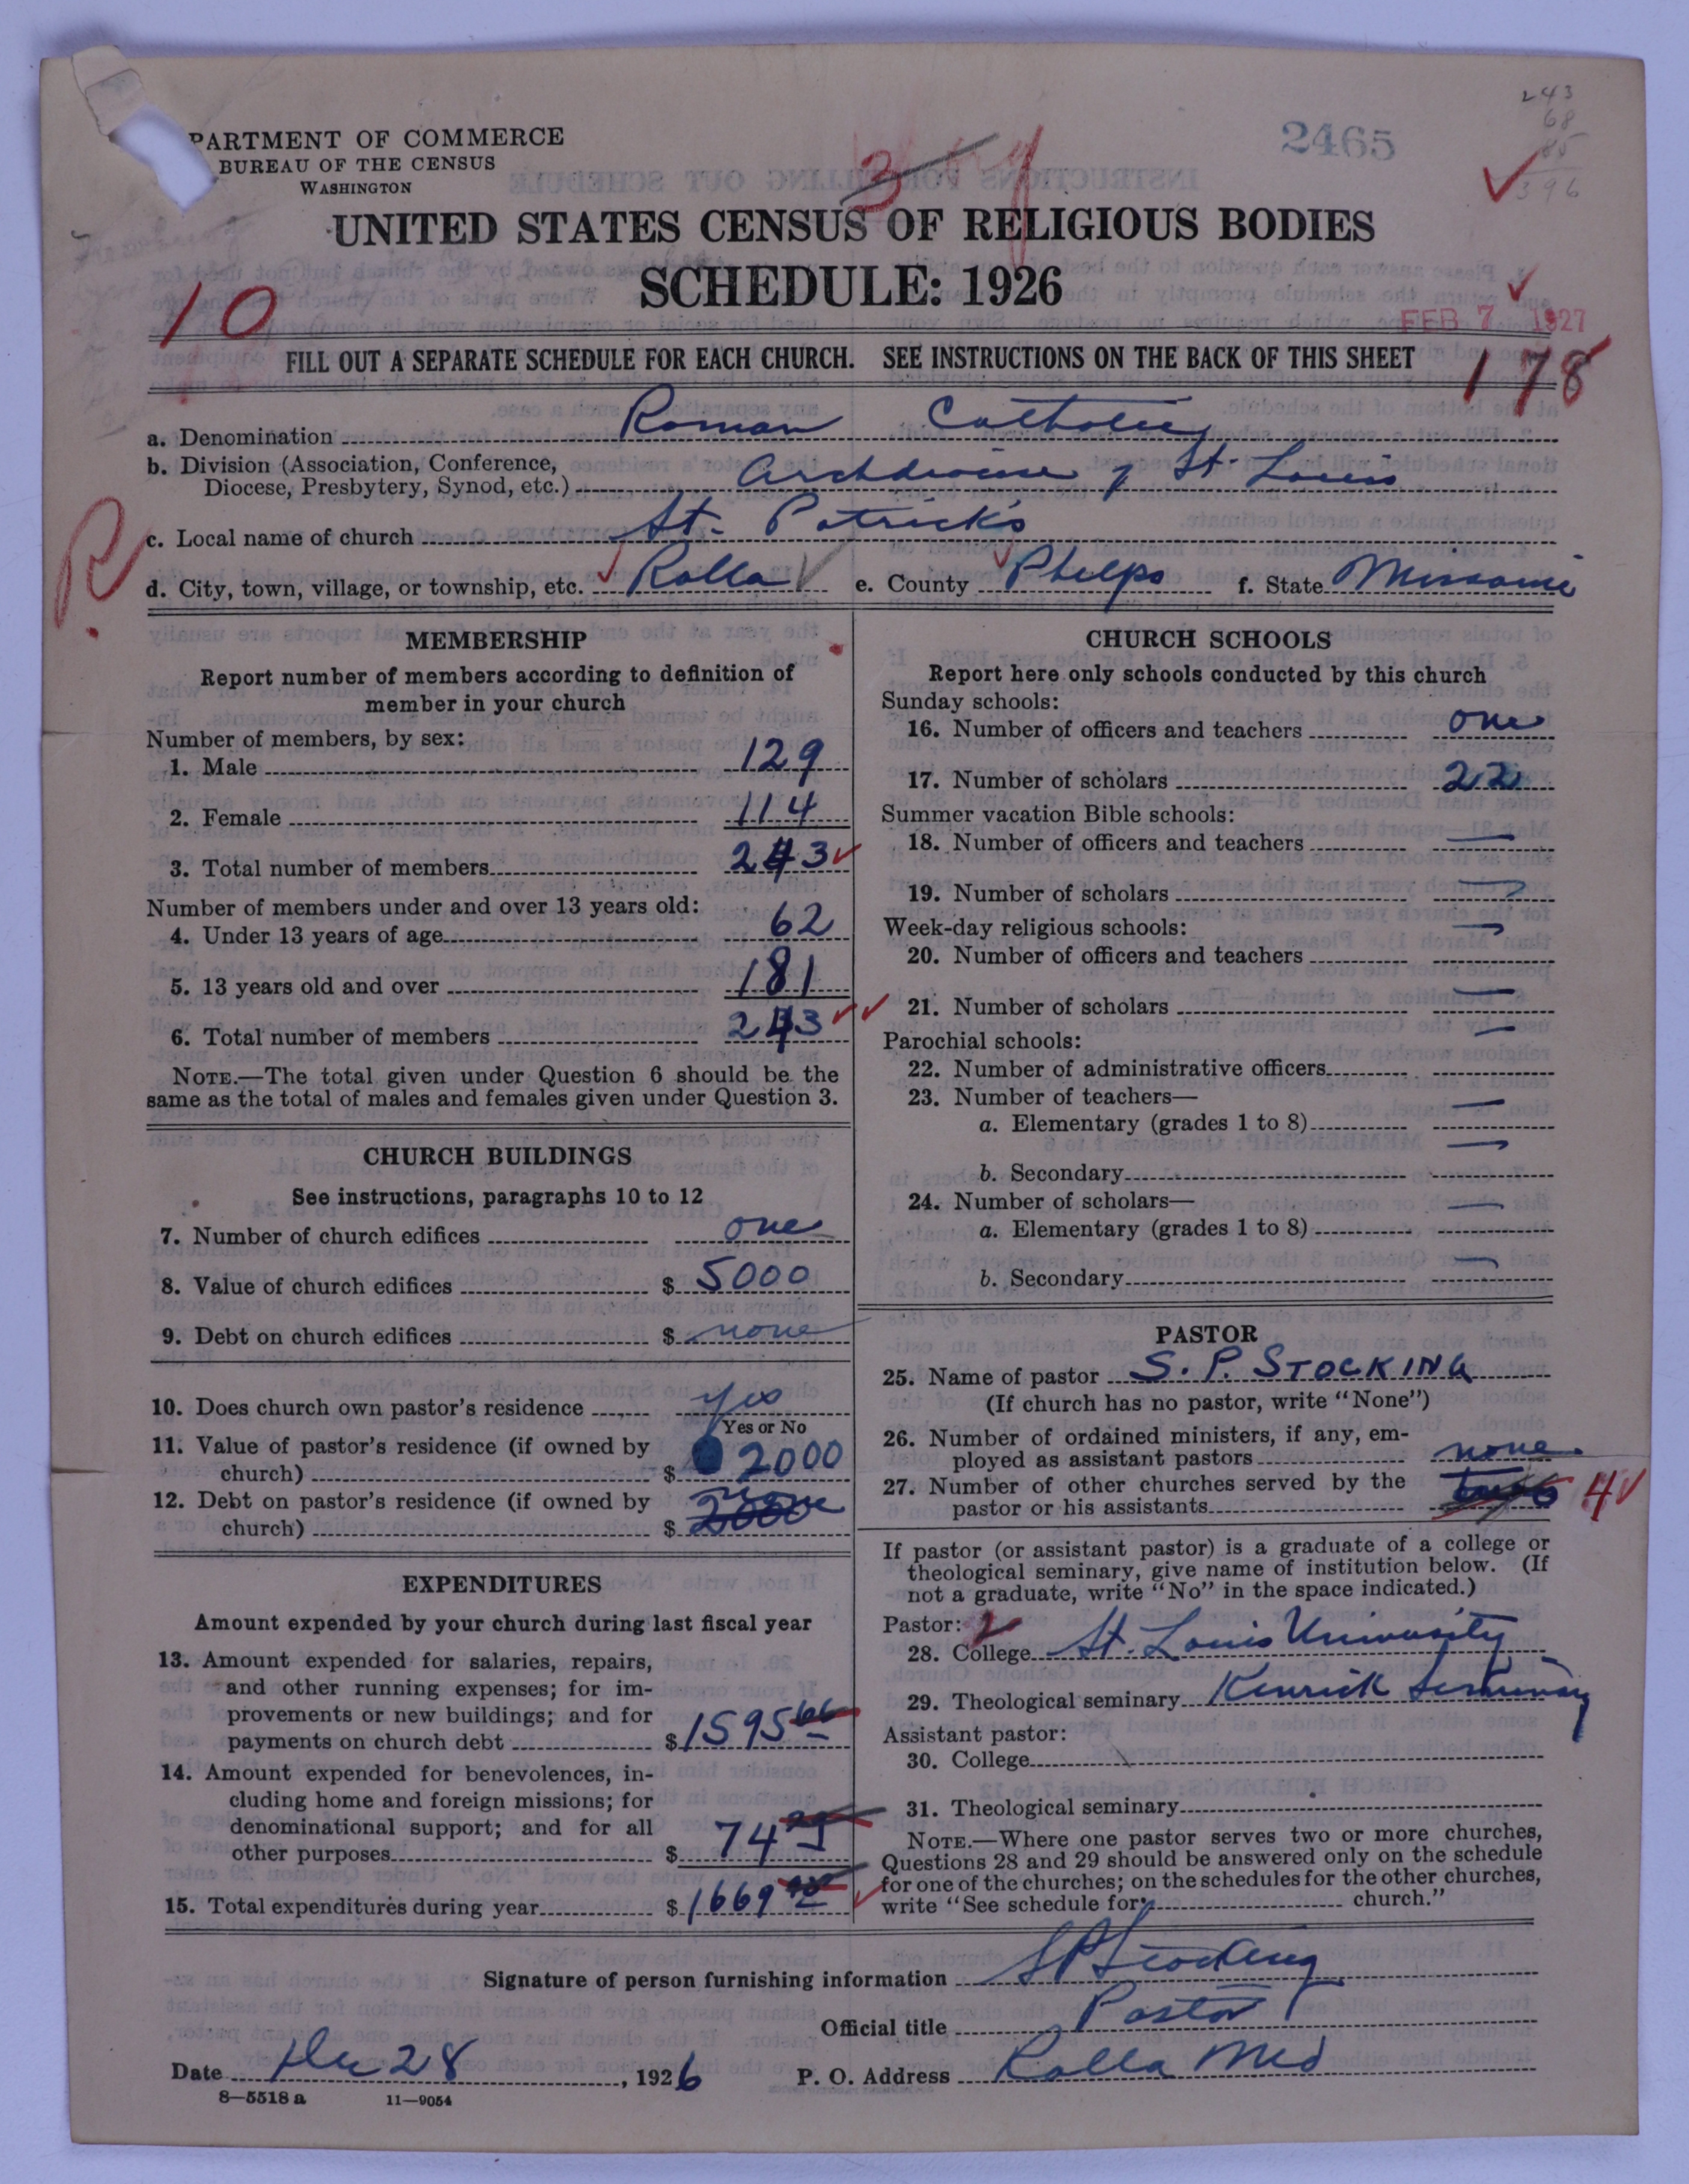 PARTMENT OF COMMERCE
BUREAU OF THE CENSUS
WASHINGTON
2465
243
68
85
396
3
UNITED STATES CENSUS OF RELIGIOUS BODIES
SCHEDULE: 1926
10
FEB 7 1927
FILL OUT A SEPARATE SCHEDULE FOR EACH CHURCH. SEE INSTRUCTIONS ON THE BACK OF THIS SHEET
178
a. Denomination Roman Catholic
b. Division (Association, Conference,
Diocese, Presbytery, Synod, etc.) Archdiocese of St. Louis
R
c. Local name of church St. Patrick's
d. City, town, village, or township, etc. Rolla e. County Phelps f. State Missouri
MEMBERSHIP
Report number of members according to definition of
member in your church
Number of members, by sex:
1. Male 129
2. Female 114
3. Total number of members 243
Number of members under and over 13 years old:
4. Under 13 years of age 62
5. 13 years old and over 181
6. Total number of members 243
NOTE.—The total given under Question 6 should be the
same as the total of males and females given under Question 3.
CHURCH BUILDINGS
See instructions, paragraphs 10 to 12
7. Number of church edifices one
8. Value of church edifices $ 5000
9. Debt on church edifices $ none
10. Does church own pastor's residence yes
Yes or No
11. Value of pastor's residence (if owned by
church) $ 2000
12. Debt on pastor's residence (if owned by
church) $ 2000 none
EXPENDITURES
Amount expended by your church during last fiscal year
13. Amount expended for salaries, repairs,
and other running expenses; for im-
provements or new buildings; and for
payments on church debt $ 1595 66
14. Amount expended for benevolences, in-
cluding home and foreign missions; for
denominational support; and for all
other purposes $ 74
15. Total expenditures during year $ 1669
CHURCH SCHOOLS
Report here only schools conducted by this church
Sunday schools:
16. Number of officers and teachers one
17. Number of scholars 22
Summer vacation Bible schools:
18. Number of officers and teachers —
19. Number of scholars —
Week-day religious schools:
20. Number of officers and teachers —
21. Number of scholars —
Parochial schools:
22. Number of administrative officers —
23. Number of teachers—
a. Elementary (grades 1 to 8) —
b. Secondary —
24. Number of scholars—
a. Elementary (grades 1 to 8) —
b. Secondary —
PASTOR
25. Name of pastor S. P. STOCKING
(If church has no pastor, write "None")
26. Number of ordained ministers, if any, em-
ployed as assistant pastors none.
27. Number of other churches served by the
pastor or his assistants 4
If pastor (or assistant pastor) is a graduate of a college or
theological seminary, give name of institution below. (If
not a graduate, write "No" in the space indicated.)
Pastor: 2
28. College St. Louis University
29. Theological seminary Kenrick Seminary
Assistant pastor:
30. College
31. Theological seminary
NOTE.—Where one pastor serves two or more churches,
Questions 28 and 29 should be answered only on the schedule
for one of the churches; on the schedules for the other churches,
write "See schedule for church."
Signature of person furnishing information SP Stocking
Official title Pastor
Date Dec 28, 1926 P. O. Address Rolla Mo
8—5518 a 11—9054